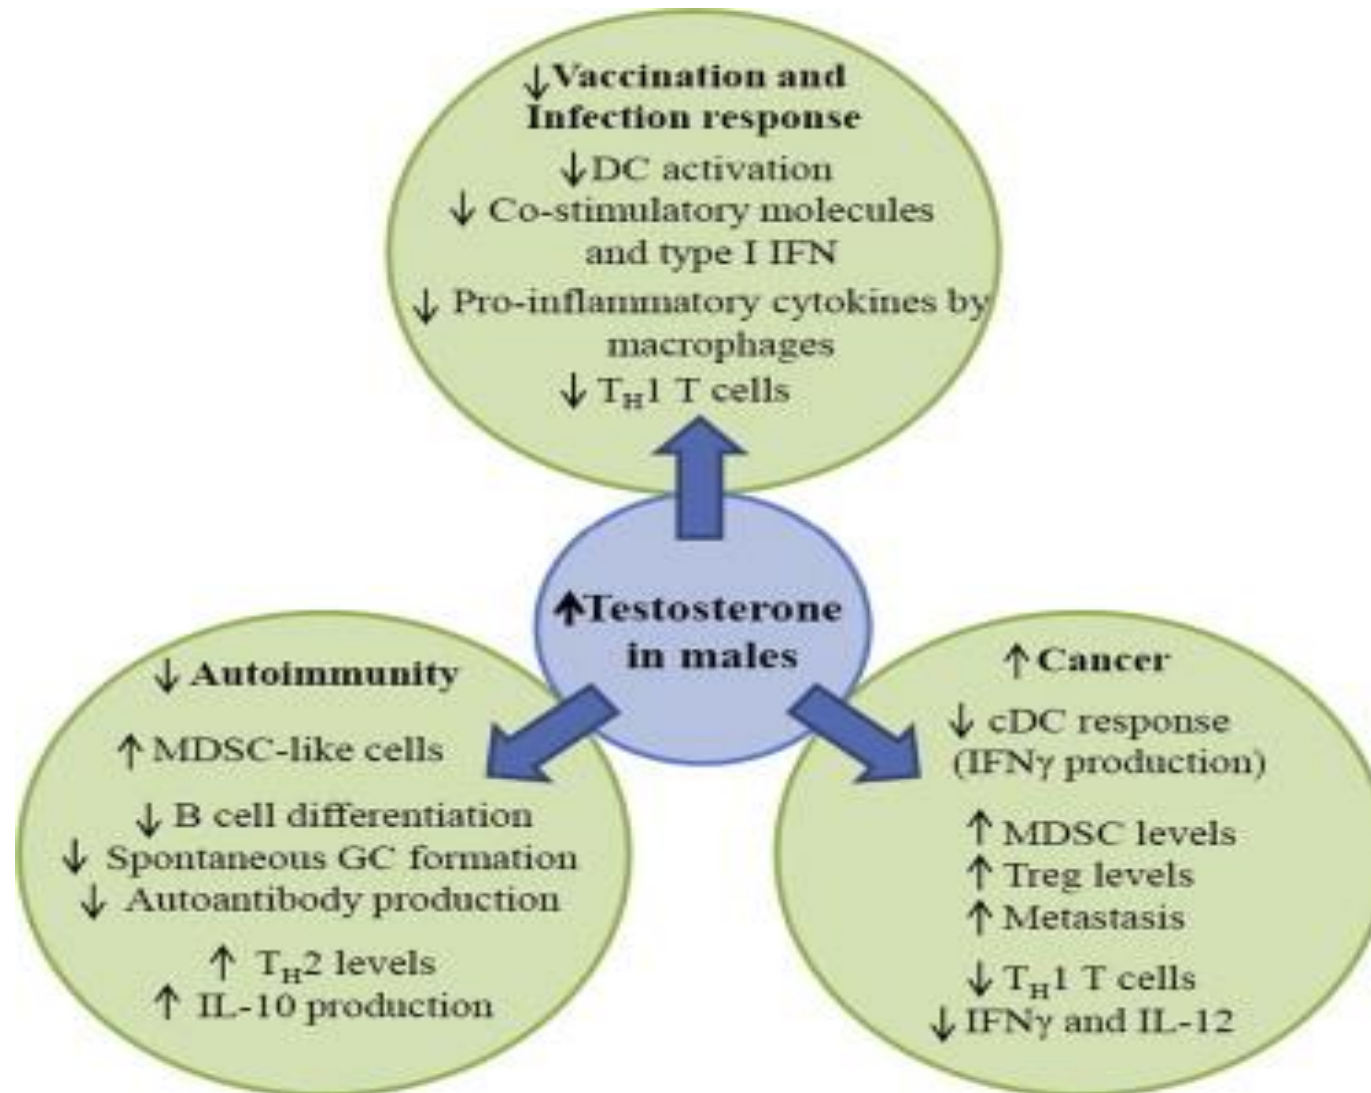 ↓Vaccination and
Infection response
↓DC activation
↓ Co-stimulatory molecules
and type I IFN
↓ Pro-inflammatory cytokines by
macrophages
↓ TH1 T cells
↑Testosterone
in males
↓ Autoimmunity
↑ MDSC-like cells
↓ B cell differentiation
↓ Spontaneous GC formation
↓ Autoantibody production
↑ TH2 levels
↑ IL-10 production
↑ Cancer
↓ cDC response
(IFNγ production)
↑ MDSC levels
↑ Treg levels
↑ Metastasis
↓ TH1 T cells
↓ IFNγ and IL-12